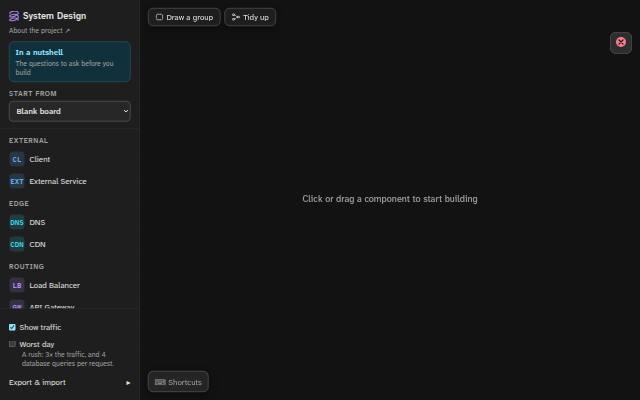 System Design
About the project ↗
In a nutshell
The questions to ask before you
build
START FROM
Blank board
EXTERNAL
CL Client
EXT External Service
EDGE
DNS DNS
CDN CDN
ROUTING
LB Load Balancer
API Gateway
Show traffic
Worst day
A rush: 3x the traffic, and 4
database queries per request.
Export & import
Draw a group
Tidy up
Click or drag a component to start building
Shortcuts